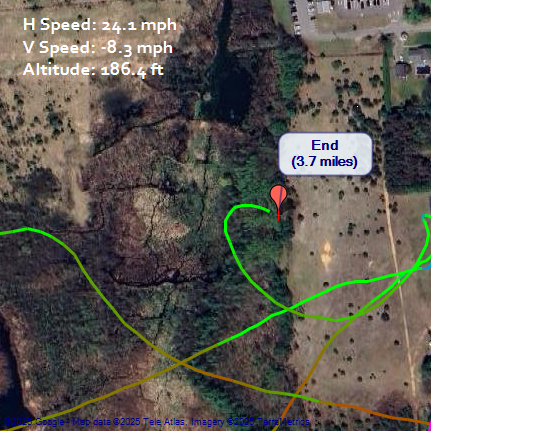 H Speed: 24.1 mph
V Speed: -8.3 mph
Altitude: 186.4 ft
End
(3.7 miles)
©2025 Google - Map data ©2025 Tele Atlas, Imagery ©2025 TerraMetrics